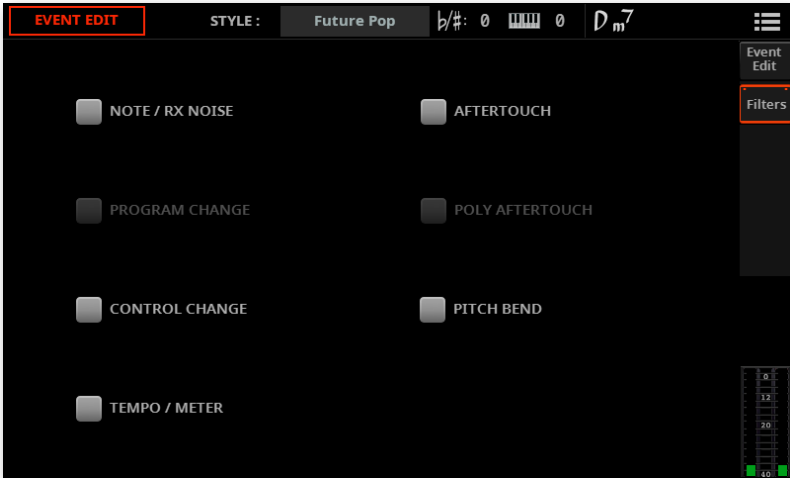 EVENT EDIT STYLE : Future Pop ♭/♯: 0 0 Dm7
Event
Edit
NOTE / RX NOISE AFTERTOUCH
Filters
PROGRAM CHANGE POLY AFTERTOUCH
CONTROL CHANGE PITCH BEND
TEMPO / METER
0
12
20
40